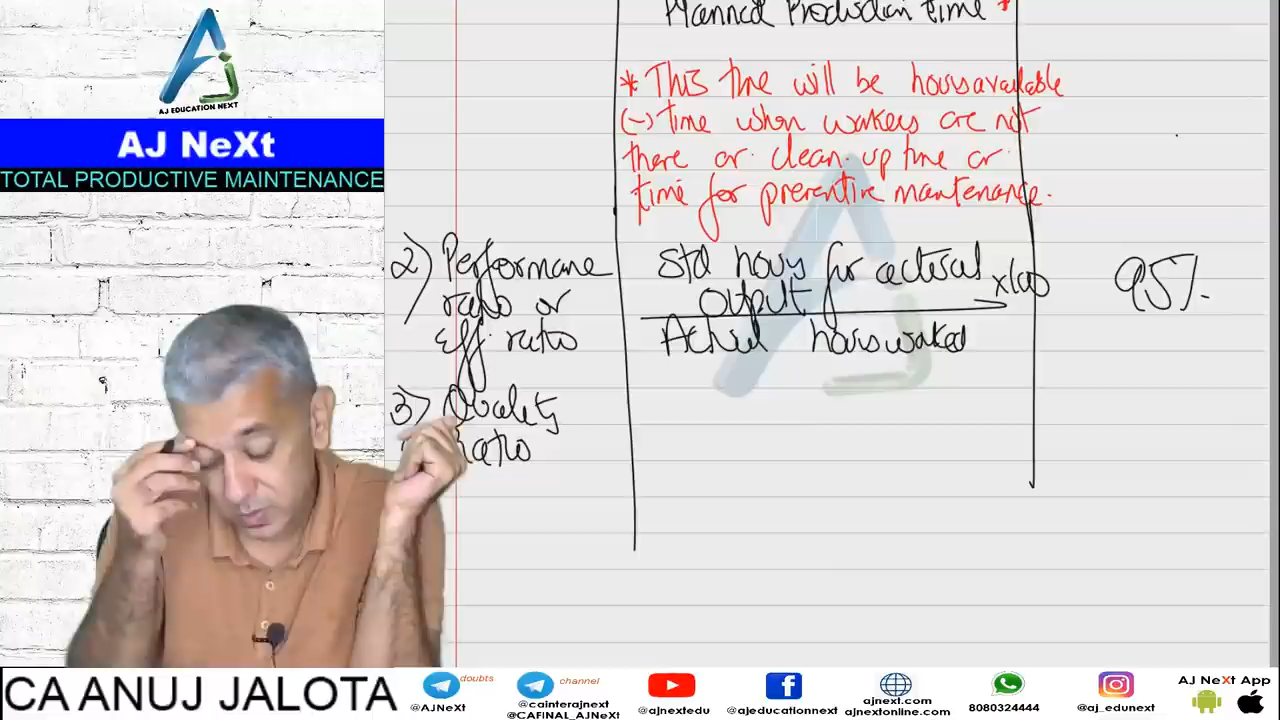 AJ EDUCATION NEXT
AJ NeXt
TOTAL PRODUCTIVE MAINTENANCE
Planned Production time *
* This time will be hours available
(-) time when workers are not
there or clean up time or
time for preventive maintenance.
2) Performane
ratio or
Eff. ratio
Std hours for actual
output x100
Actual hours worked
95%.
3) Quality
ratio
CA ANUJ JALOTA
doubts
@AJNeXt
channel
@cainterajnext
@CAFINAL_AJNeXt
@ajnextedu
@ajeducationnext
ajnext.com
ajnextonline.com
8080324444
@aj_edunext
AJ NeXt App